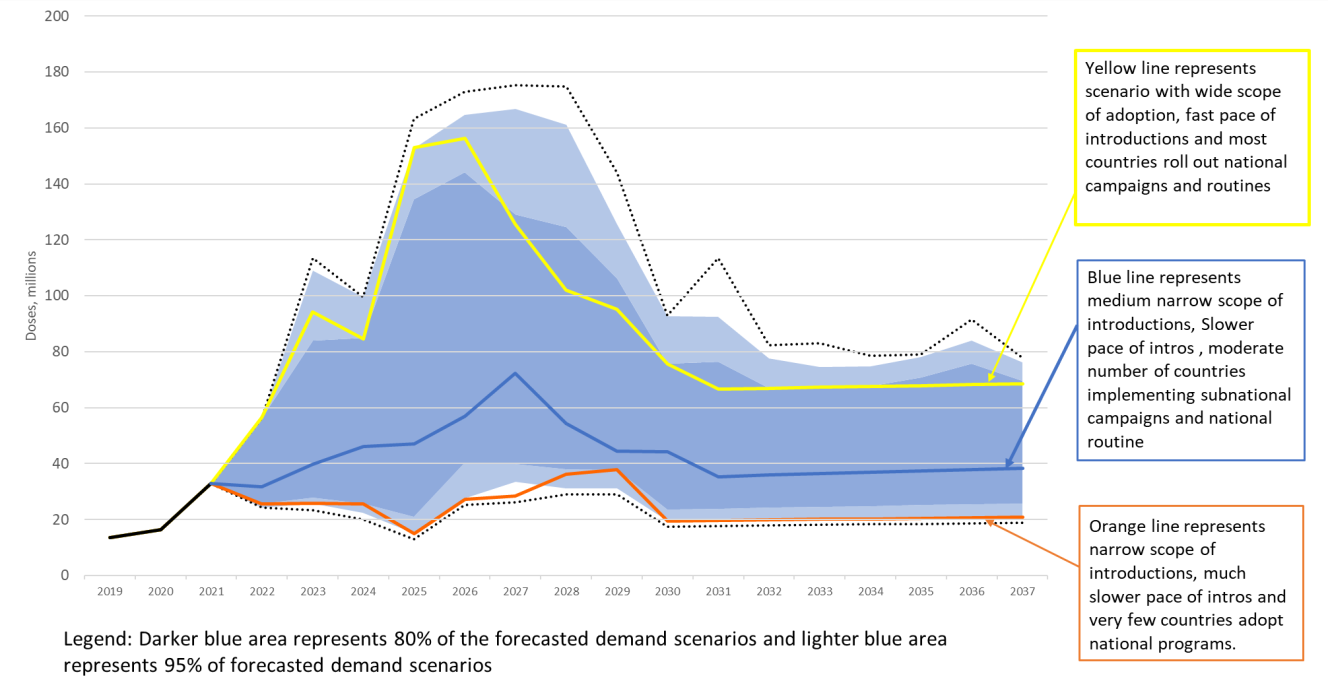 200
180
160
140
120
100
80
60
40
20
0
Doses, millions
2019 2020 2021 2022 2023 2024 2025 2026 2027 2028 2029 2030 2031 2032 2033 2034 2035 2036 2037
Yellow line represents
scenario with wide scope
of adoption, fast pace of
introductions and most
countries roll out national
campaigns and routines
Blue line represents
medium narrow scope of
introductions, Slower
pace of intros , moderate
number of countries
implementing subnational
campaigns and national
routine
Orange line represents
narrow scope of
introductions, much
slower pace of intros and
very few countries adopt
national programs.
Legend: Darker blue area represents 80% of the forecasted demand scenarios and lighter blue area
represents 95% of forecasted demand scenarios